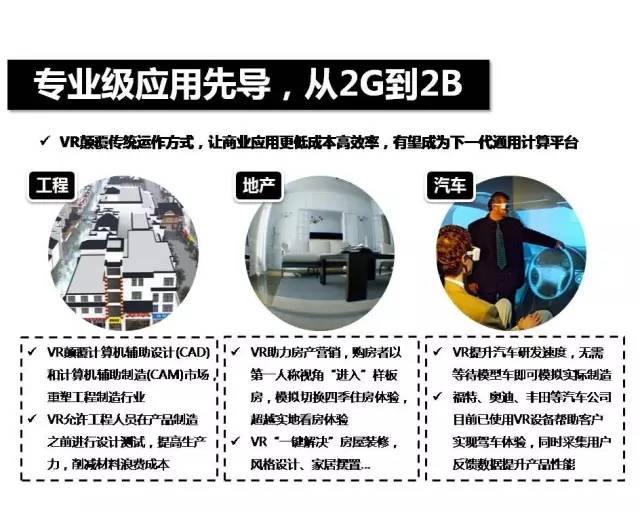 专业级应用先导，从2G到2B
✓ VR颠覆传统运作方式，让商业应用更低成本高效率，有望成为下一代通用计算平台
工程
地产
汽车
✓ VR颠覆计算机辅助设计(CAD)
和计算机辅助制造(CAM)市场，
重塑工程制造行业
✓ VR允许工程人员在产品制造
之前进行设计测试，提高生产
力，削减材料浪费成本
✓ VR助力房产营销，购房者以
第一人称视角“进入”样板
房，模拟切换四季住房体验，
超越实地看房体验
✓ VR“一键解决”房屋装修，
风格设计、家居摆置...
✓ VR提升汽车研发速度，无需
等待模型车即可模拟实际制造
✓ 福特、奥迪、丰田等汽车公司
目前已使用VR设备帮助客户
实现驾车体验，同时采集用户
反馈数据提升产品性能